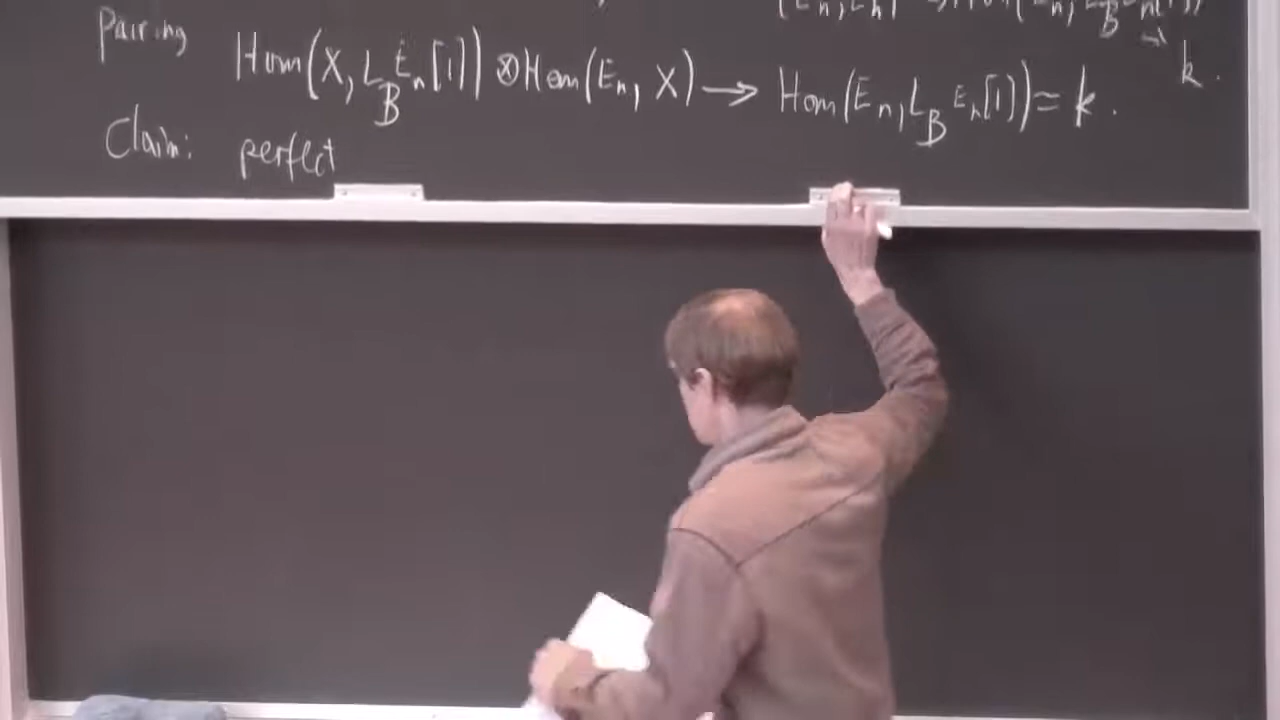 Pairing Hom(X, L_B E_n[1]) ⊗ Hom(E_n, X) → Hom(E_n, L_B E_n[1]) ≃ k.
k.
Claim: perfect